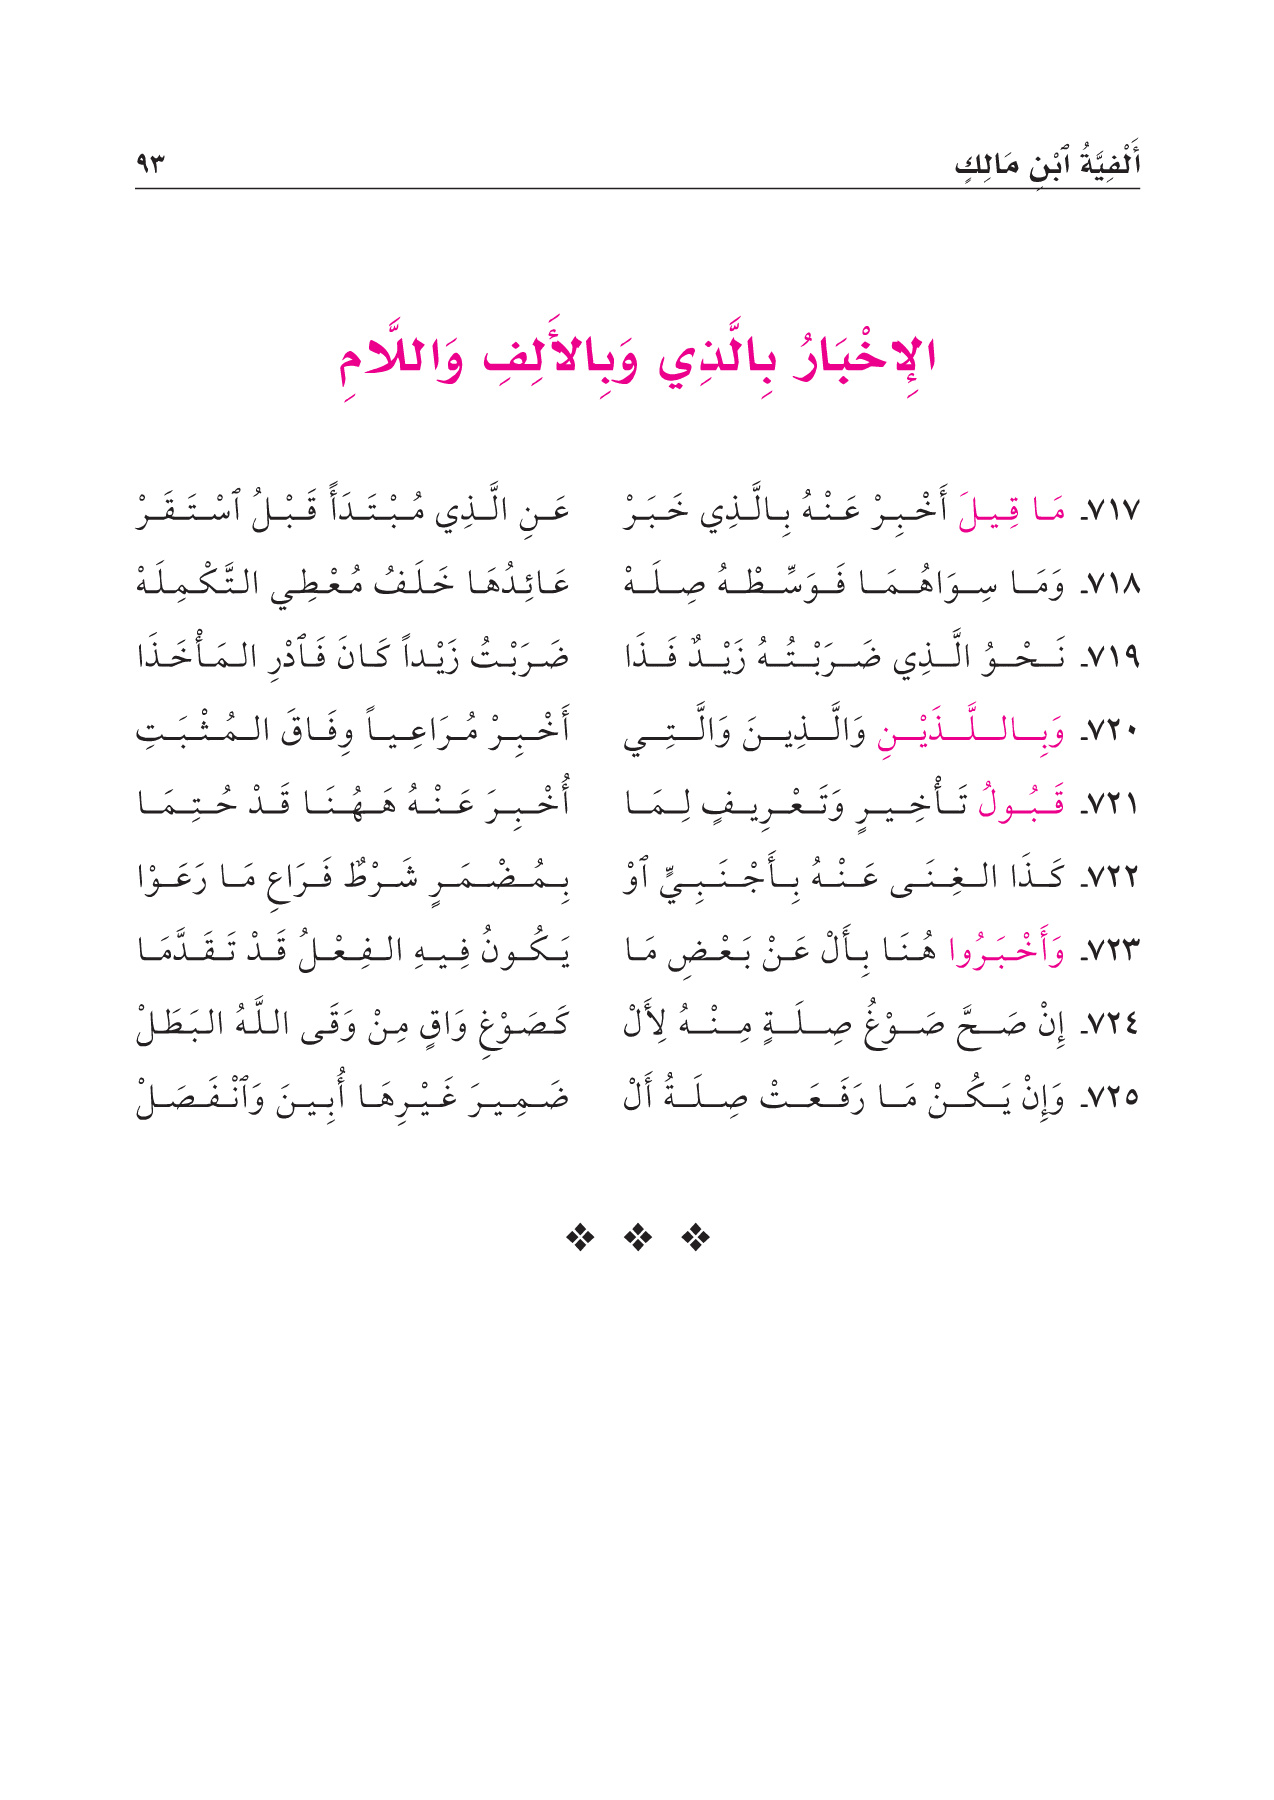 أَلْفِيَّةُ ٱبْنِ مَالِكٍ ٩٣
الإِخْبَارُ بِالَّذِي وَبِالأَلِفِ وَاللَّامِ
٧١٧ـ مَا قِيلَ أَخْبِرْ عَنْهُ بِالَّذِي خَبَرْ عَنِ الَّذِي مُبْتَدَأً قَبْلُ ٱسْتَقَرْ
٧١٨ـ وَمَا سِوَاهُمَا فَوَسِّطْهُ صِلَهْ عَائِدُهَا خَلَفُ مُعْطِي التَّكْمِلَهْ
٧١٩ـ نَحْوُ الَّذِي ضَرَبْتُهُ زَيْدٌ فَذَا ضَرَبْتُ زَيْداً كَانَ فَٱدْرِ المَأْخَذَا
٧٢٠ـ وَبِاللَّذَيْنِ وَالَّذِينَ وَالَّتِي أَخْبِرْ مُرَاعِياً وِفَاقَ المُثْبَتِ
٧٢١ـ قَبُولُ تَأْخِيرٍ وَتَعْرِيفٍ لِمَا أُخْبِرَ عَنْهُ هَهُنَا قَدْ حُتِمَا
٧٢٢ـ كَذَا الغِنَى عَنْهُ بِأَجْنَبِيٍّ ٱوْ بِمُضْمَرٍ شَرْطٌ فَرَاعِ مَا رَعَوْا
٧٢٣ـ وَأَخْبَرُوا هُنَا بِأَلْ عَنْ بَعْضِ مَا يَكُونُ فِيهِ الفِعْلُ قَدْ تَقَدَّمَا
٧٢٤ـ إِنْ صَحَّ صَوْغُ صِلَةٍ مِنْهُ لِأَلْ كَصَوْغِ وَاقٍ مِنْ وَقَى اللَّهُ البَطَلْ
٧٢٥ـ وَإِنْ يَكُنْ مَا رَفَعَتْ صِلَةُ أَلْ ضَمِيرَ غَيْرِهَا أُبِينَ وَٱنْفَصَلْ